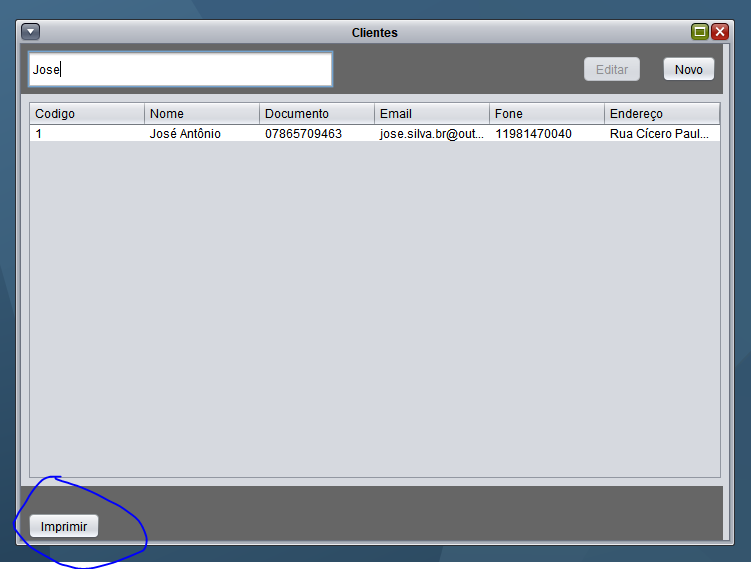 Clientes
Jose
Editar
Novo
Codigo Nome Documento Email Fone Endereço
1 José Antônio 07865709463 jose.silva.br@out... 11981470040 Rua Cícero Paul...
Imprimir